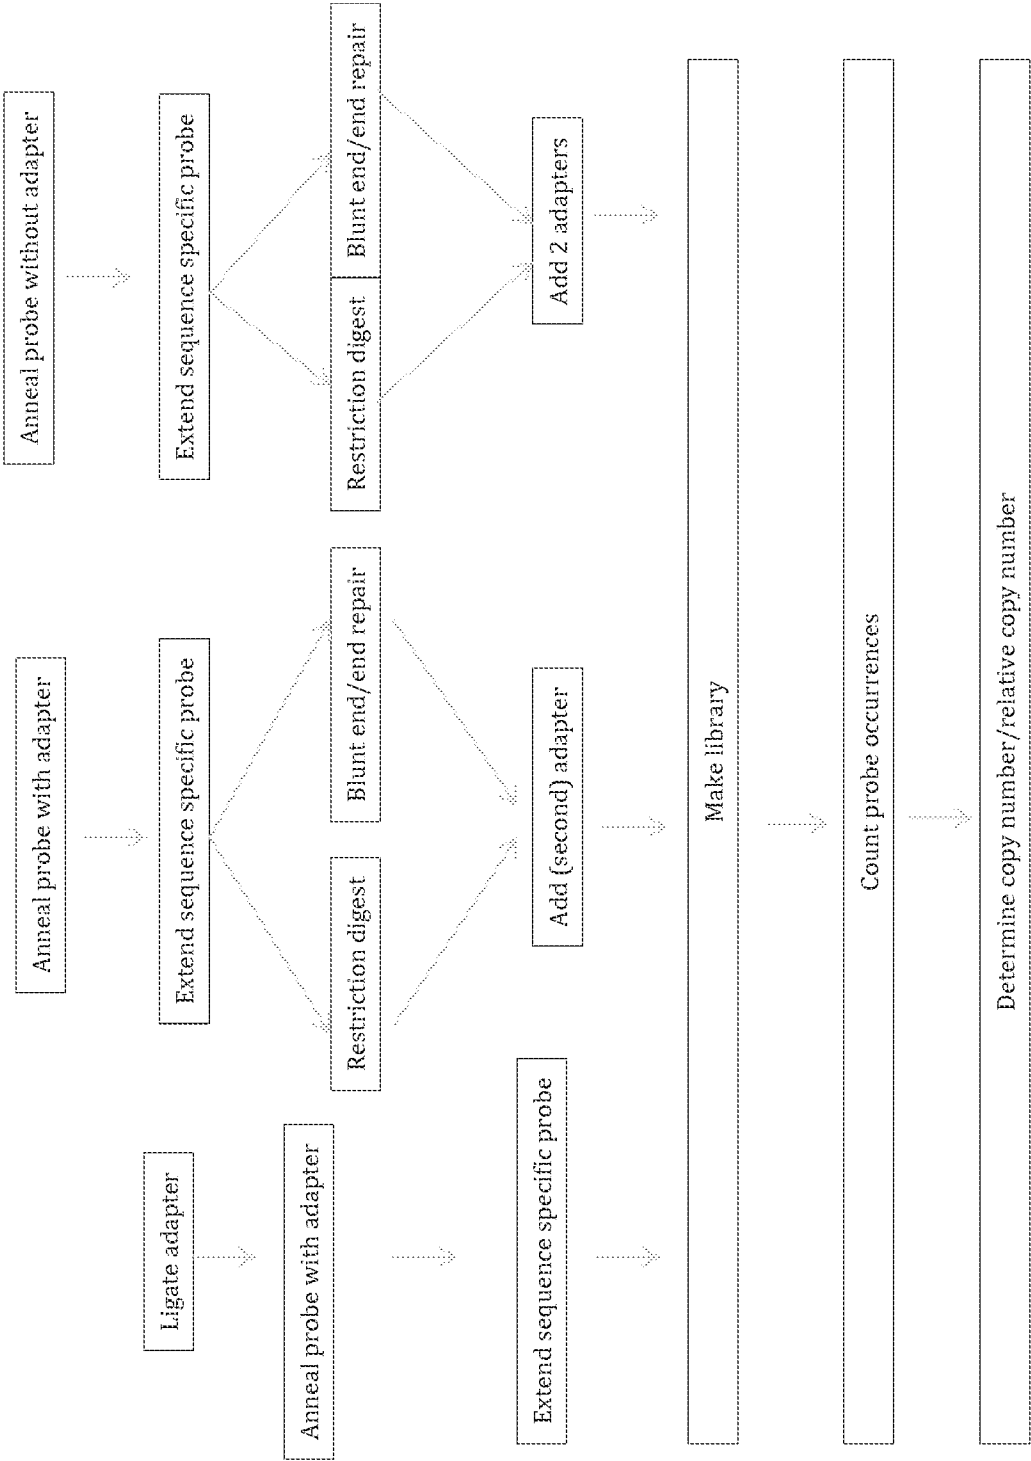 Ligate adapter
Anneal probe with adapter
Extend sequence specific probe
Anneal probe with adapter
Extend sequence specific probe
Restriction digest
Blunt end/end repair
Add (second) adapter
Anneal probe without adapter
Extend sequence specific probe
Restriction digest
Blunt end/end repair
Add 2 adapters
Make library
Count probe occurrences
Determine copy number/relative copy number